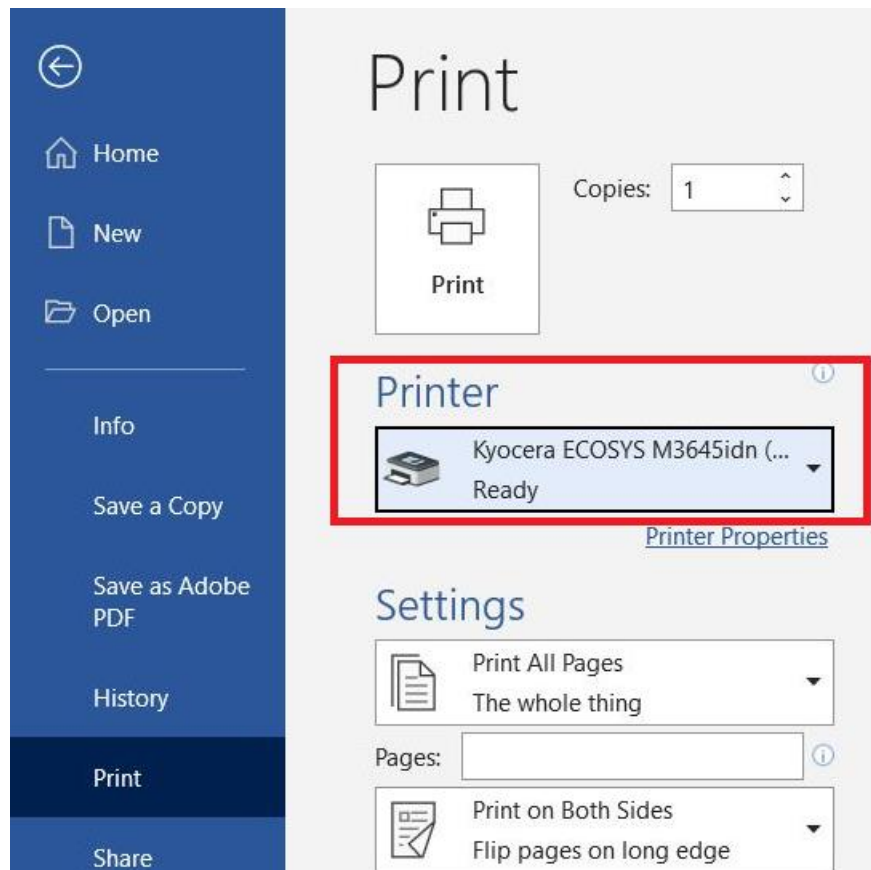 Home
New
Open
Info
Save a Copy
Save as Adobe
PDF
History
Print
Share
Print
Print
Copies: 1
Printer
Kyocera ECOSYS M3645idn (...
Ready
Printer Properties
Settings
Print All Pages
The whole thing
Pages:
Print on Both Sides
Flip pages on long edge